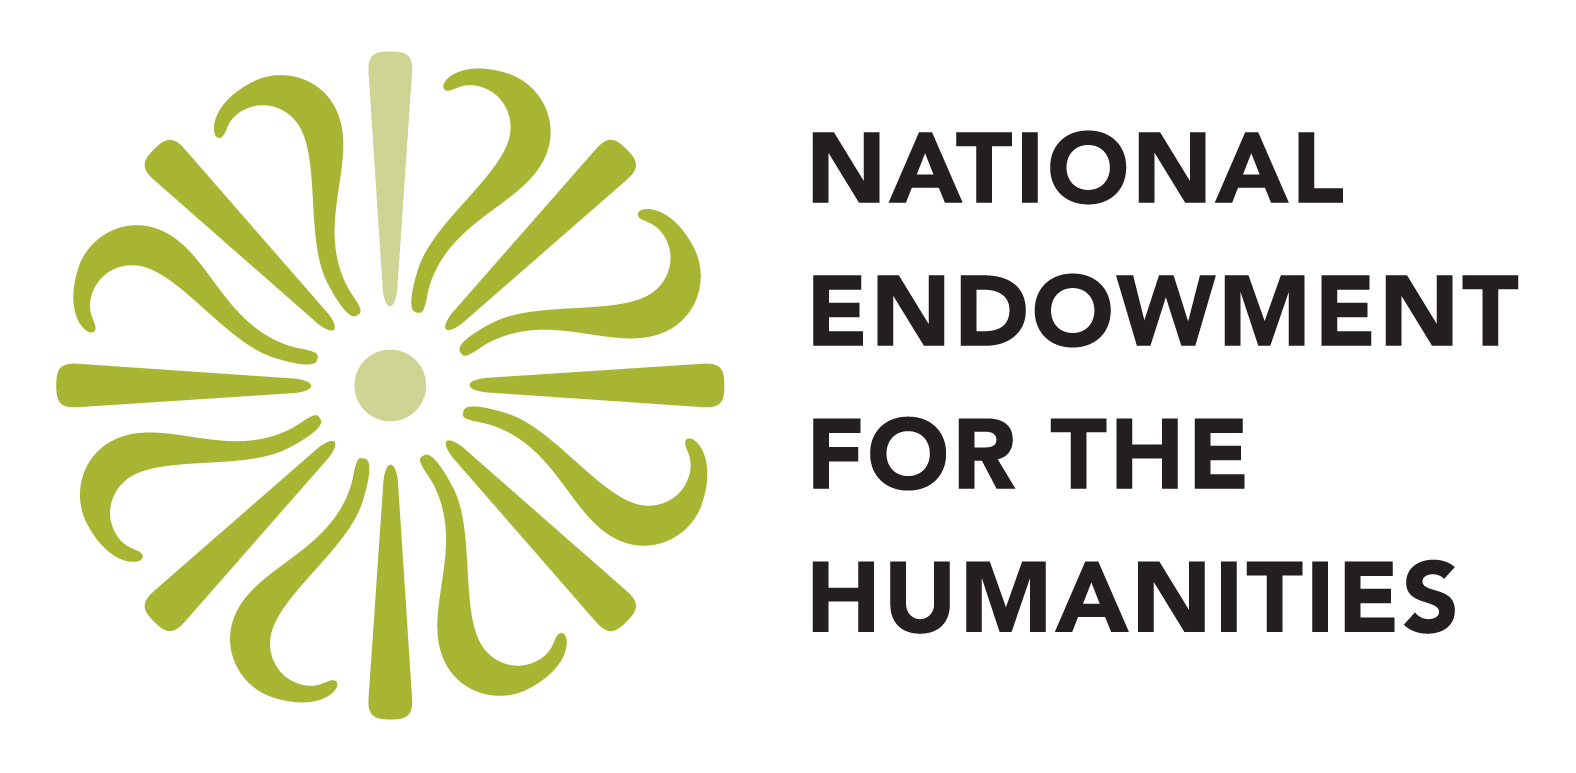 NATIONAL
ENDOWMENT
FOR THE
HUMANITIES